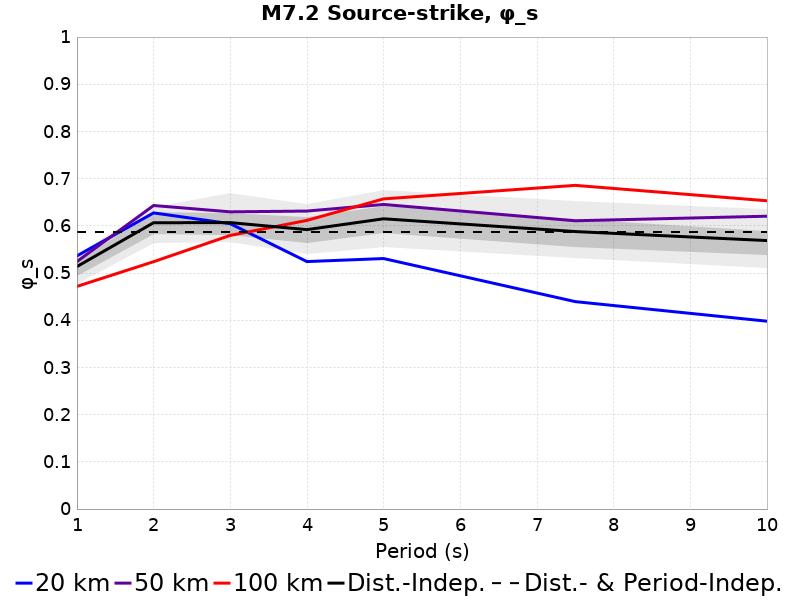 M7.2 Source-strike, φ_s
1
0.9
0.8
0.7
0.6
0.5
0.4
0.3
0.2
0.1
0
φ_s
1 2 3 4 5 6 7 8 9 10
Period (s)
20 km 50 km 100 km Dist.-Indep. Dist.- & Period-Indep.